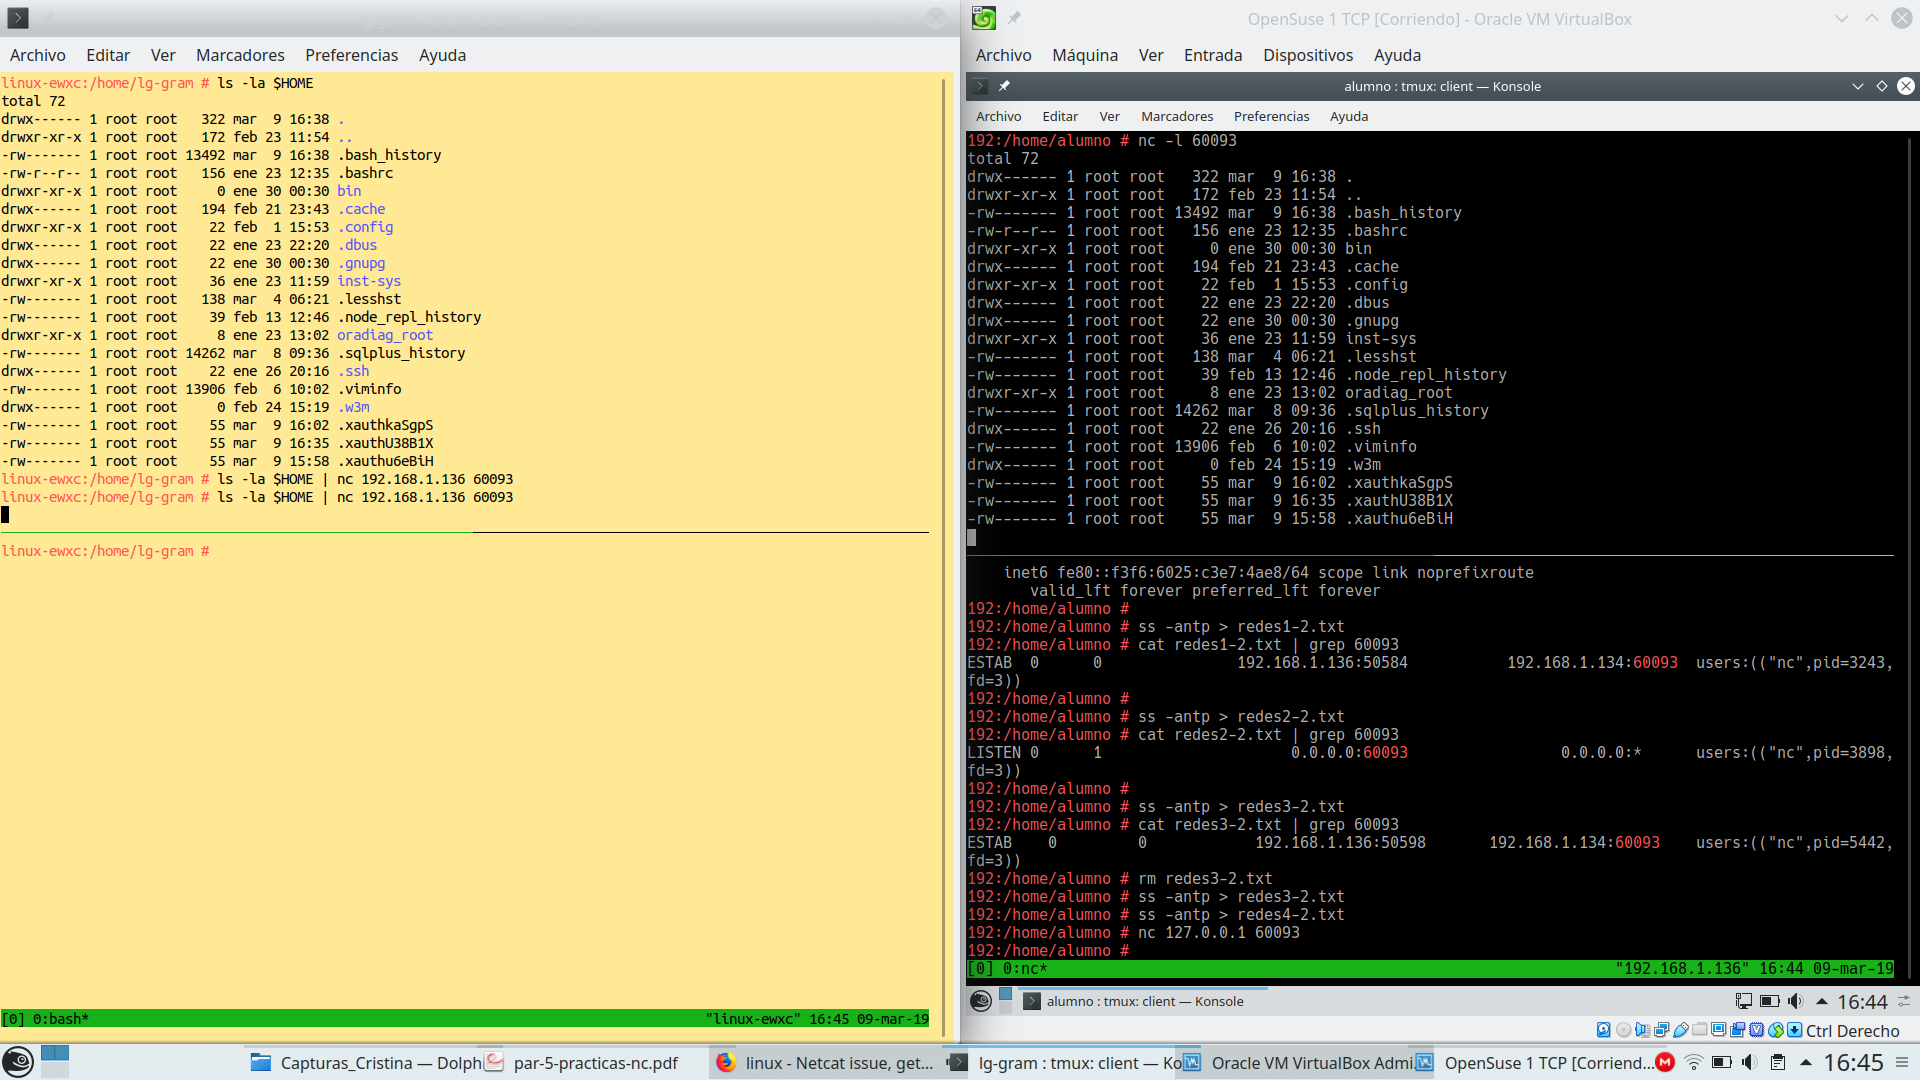 Archivo Editar Ver Marcadores Preferencias Ayuda
linux-ewxc:/home/lg-gram # ls -la $HOME
total 72
drwx------ 1 root root   322 mar  9 16:38 .
drwxr-xr-x 1 root root   172 feb 23 11:54 ..
-rw------- 1 root root 13492 mar  9 16:38 .bash_history
-rw-r--r-- 1 root root   156 ene 23 12:35 .bashrc
drwxr-xr-x 1 root root     0 ene 30 00:30 bin
drwx------ 1 root root   194 feb 21 23:43 .cache
drwxr-xr-x 1 root root    22 feb  1 15:53 .config
drwx------ 1 root root    22 ene 23 22:20 .dbus
drwx------ 1 root root    22 ene 30 00:30 .gnupg
drwxr-xr-x 1 root root    36 ene 23 11:59 inst-sys
-rw------- 1 root root   138 mar  4 06:21 .lesshst
-rw------- 1 root root    39 feb 13 12:46 .node_repl_history
drwxr-xr-x 1 root root     8 ene 23 13:02 oradiag_root
-rw------- 1 root root 14262 mar  8 09:36 .sqlplus_history
drwx------ 1 root root    22 ene 26 20:16 .ssh
-rw------- 1 root root 13906 feb  6 10:02 .viminfo
drwx------ 1 root root     0 feb 24 15:19 .w3m
-rw------- 1 root root    55 mar  9 16:02 .xauthkaSgpS
-rw------- 1 root root    55 mar  9 16:35 .xauthU38B1X
-rw------- 1 root root    55 mar  9 15:58 .xauthu6eBiH
linux-ewxc:/home/lg-gram # ls -la $HOME | nc 192.168.1.136 60093
linux-ewxc:/home/lg-gram # ls -la $HOME | nc 192.168.1.136 60093
linux-ewxc:/home/lg-gram #
[0] 0:bash* "linux-ewxc" 16:45 09-mar-19
OpenSuse 1 TCP [Corriendo] - Oracle VM VirtualBox
Archivo Máquina Ver Entrada Dispositivos Ayuda
alumno : tmux: client — Konsole
Archivo Editar Ver Marcadores Preferencias Ayuda
192:/home/alumno # nc -l 60093
total 72
drwx------ 1 root root   322 mar  9 16:38 .
drwxr-xr-x 1 root root   172 feb 23 11:54 ..
-rw------- 1 root root 13492 mar  9 16:38 .bash_history
-rw-r--r-- 1 root root   156 ene 23 12:35 .bashrc
drwxr-xr-x 1 root root     0 ene 30 00:30 bin
drwx------ 1 root root   194 feb 21 23:43 .cache
drwxr-xr-x 1 root root    22 feb  1 15:53 .config
drwx------ 1 root root    22 ene 23 22:20 .dbus
drwx------ 1 root root    22 ene 30 00:30 .gnupg
drwxr-xr-x 1 root root    36 ene 23 11:59 inst-sys
-rw------- 1 root root   138 mar  4 06:21 .lesshst
-rw------- 1 root root    39 feb 13 12:46 .node_repl_history
drwxr-xr-x 1 root root     8 ene 23 13:02 oradiag_root
-rw------- 1 root root 14262 mar  8 09:36 .sqlplus_history
drwx------ 1 root root    22 ene 26 20:16 .ssh
-rw------- 1 root root 13906 feb  6 10:02 .viminfo
drwx------ 1 root root     0 feb 24 15:19 .w3m
-rw------- 1 root root    55 mar  9 16:02 .xauthkaSgpS
-rw------- 1 root root    55 mar  9 16:35 .xauthU38B1X
-rw------- 1 root root    55 mar  9 15:58 .xauthu6eBiH
inet6 fe80::f3f6:6025:c3e7:4ae8/64 scope link noprefixroute
valid_lft forever preferred_lft forever
192:/home/alumno #
192:/home/alumno # ss -antp > redes1-2.txt
192:/home/alumno # cat redes1-2.txt | grep 60093
ESTAB  0      0      192.168.1.136:50584      192.168.1.134:60093  users:(("nc",pid=3243,
fd=3))
192:/home/alumno #
192:/home/alumno # ss -antp > redes2-2.txt
192:/home/alumno # cat redes2-2.txt | grep 60093
LISTEN 0      1      0.0.0.0:60093      0.0.0.0:*      users:(("nc",pid=3898,
fd=3))
192:/home/alumno #
192:/home/alumno # ss -antp > redes3-2.txt
192:/home/alumno # cat redes3-2.txt | grep 60093
ESTAB    0         0      192.168.1.136:50598      192.168.1.134:60093    users:(("nc",pid=5442,
fd=3))
192:/home/alumno # rm redes3-2.txt
192:/home/alumno # ss -antp > redes3-2.txt
192:/home/alumno # ss -antp > redes4-2.txt
192:/home/alumno # nc 127.0.0.1 60093
192:/home/alumno #
[0] 0:nc* "192.168.1.136" 16:44 09-mar-19
alumno : tmux: client — Konsole 16:44
Ctrl Derecho
Capturas_Cristina — Dolph par-5-practicas-nc.pdf linux - Netcat issue, get... lg-gram : tmux: client — Ko Oracle VM VirtualBox Admi... OpenSuse 1 TCP [Corriendo... 16:45